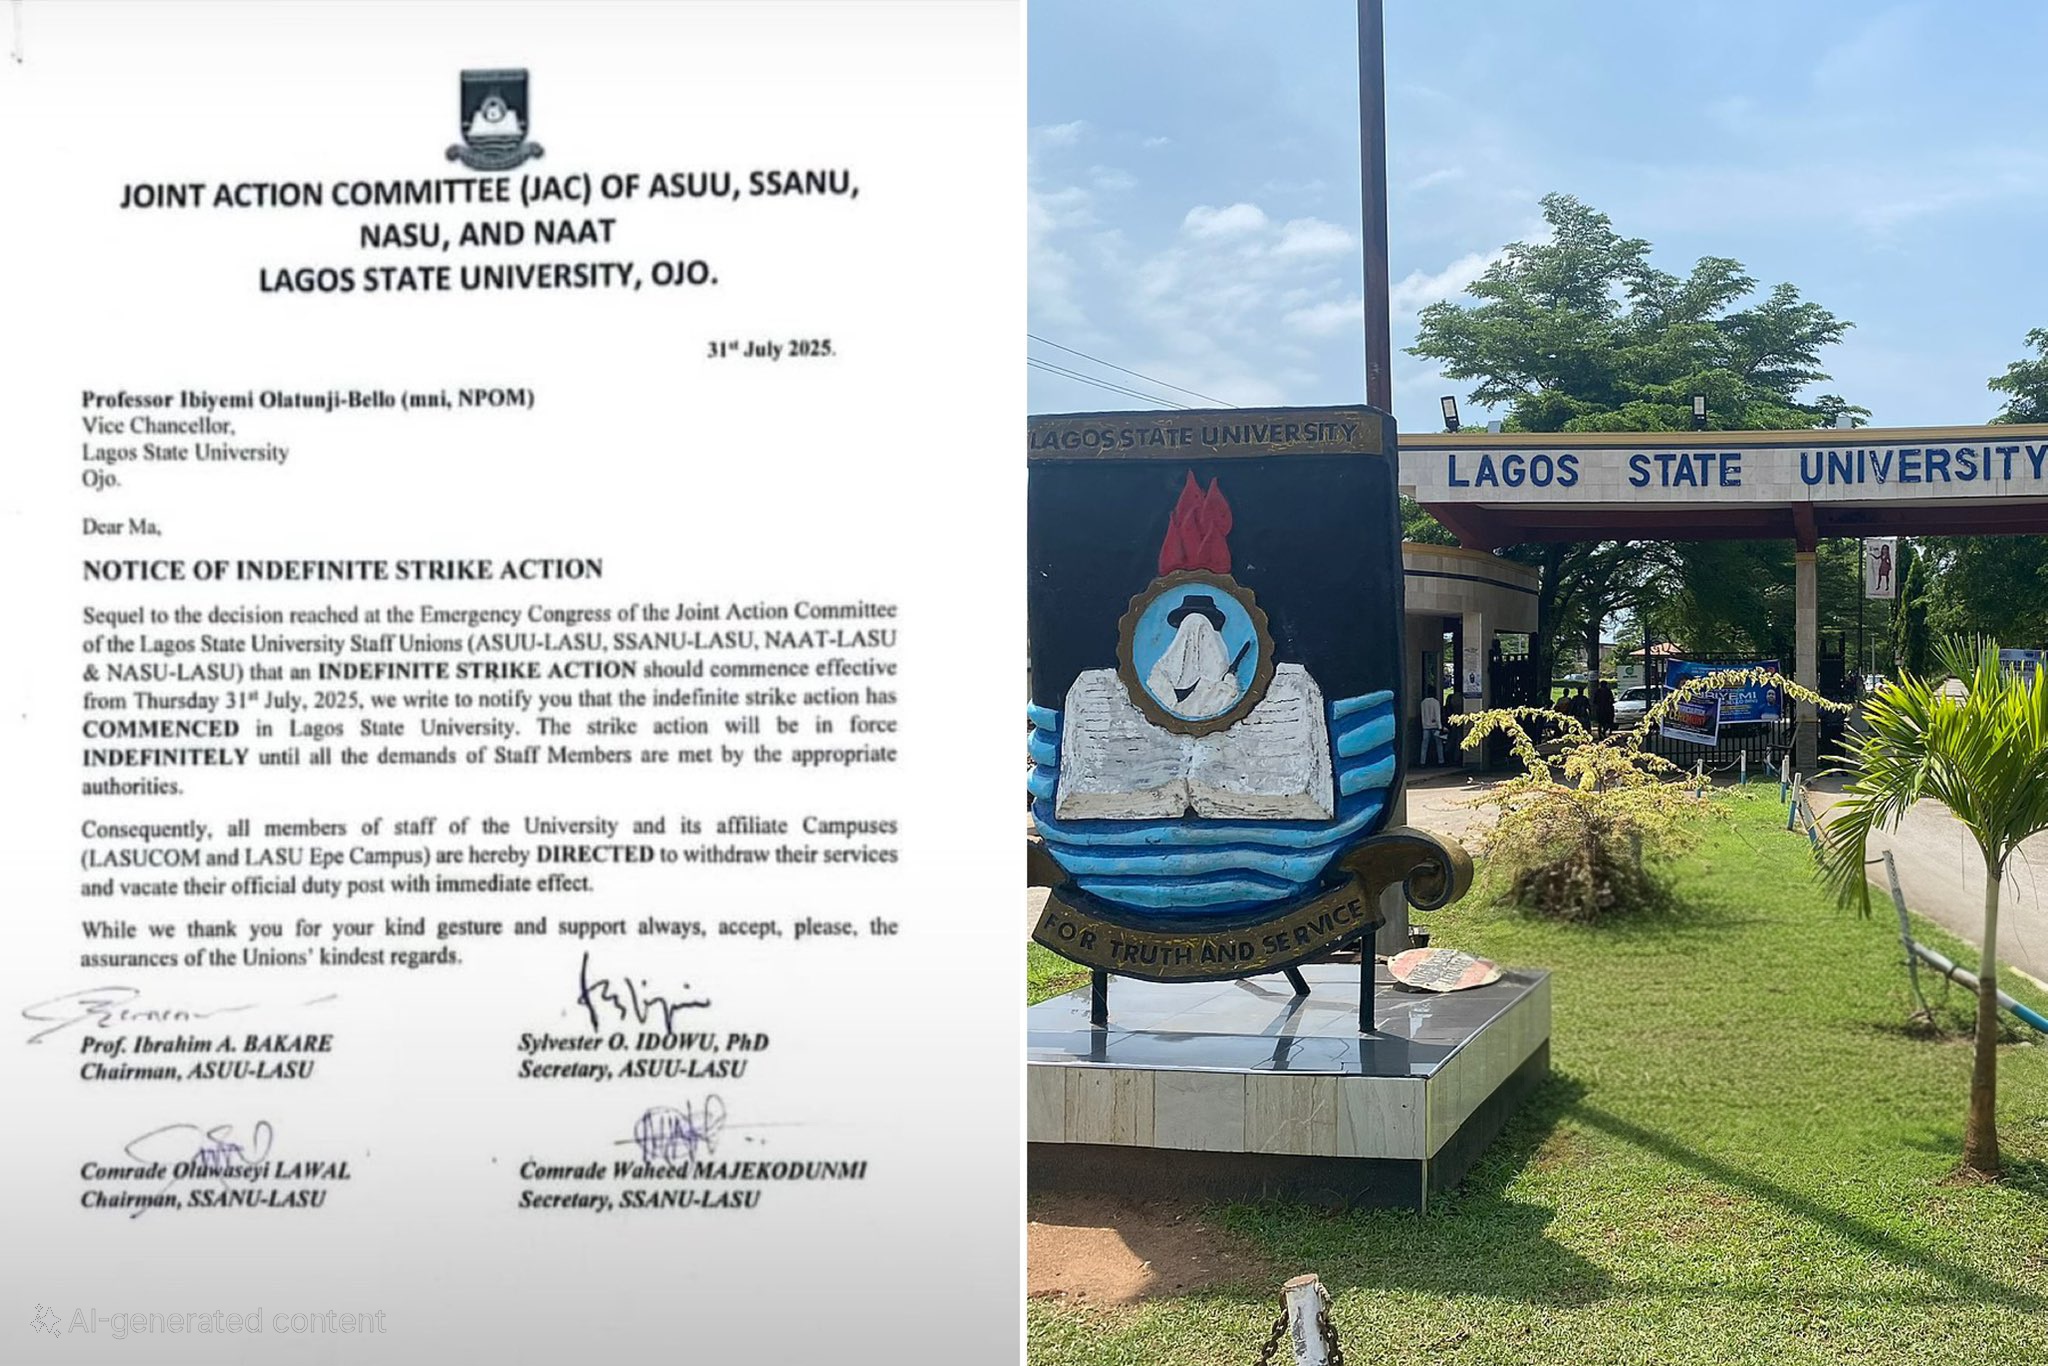 JOINT ACTION COMMITTEE (JAC) OF ASUU, SSANU,
NASU, AND NAAT
LAGOS STATE UNIVERSITY, OJO.
31st July 2025.
Professor Ibiyemi Olatunji-Bello (mni, NPOM)
Vice Chancellor,
Lagos State University
Ojo.
Dear Ma,
NOTICE OF INDEFINITE STRIKE ACTION
Sequel to the decision reached at the Emergency Congress of the Joint Action Committee
of the Lagos State University Staff Unions (ASUU-LASU, SSANU-LASU, NAAT-LASU
& NASU-LASU) that an INDEFINITE STRIKE ACTION should commence effective
from Thursday 31st July, 2025, we write to notify you that the indefinite strike action has
COMMENCED in Lagos State University. The strike action will be in force
INDEFINITELY until all the demands of Staff Members are met by the appropriate
authorities.
Consequently, all members of staff of the University and its affiliate Campuses
(LASUCOM and LASU Epe Campus) are hereby DIRECTED to withdraw their services
and vacate their official duty post with immediate effect.
While we thank you for your kind gesture and support always, accept, please, the
assurances of the Unions' kindest regards.
Prof. Ibrahim A. BAKARE
Chairman, ASUU-LASU
Sylvester O. IDOWU, PhD
Secretary, ASUU-LASU
Comrade Oluwaseyi LAWAL
Chairman, SSANU-LASU
Comrade Waheed MAJEKODUNMI
Secretary, SSANU-LASU
AI-generated content
LAGOS STATE UNIVERSITY
FOR TRUTH AND SERVICE
LAGOS STATE UNIVERSITY